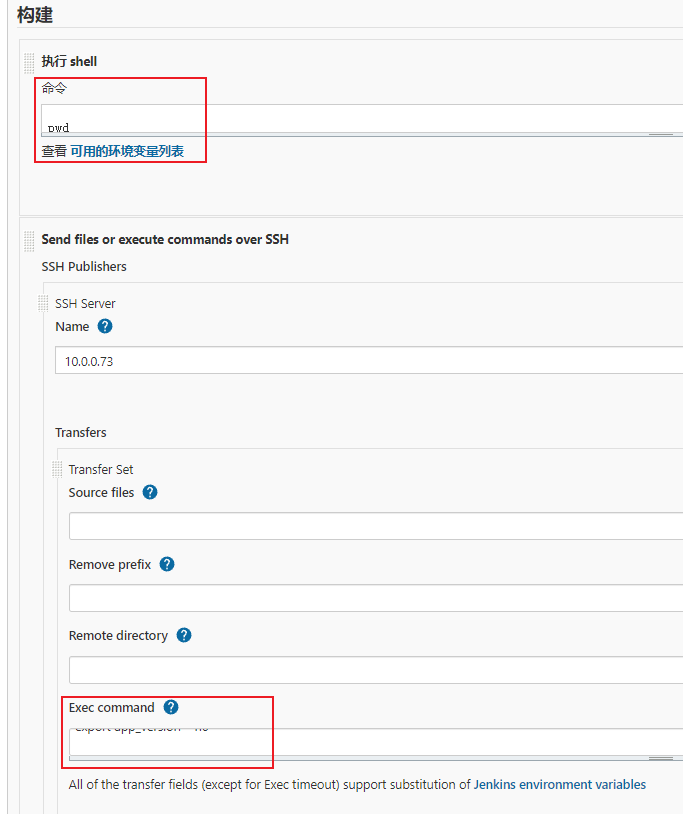 构建
执行 shell
命令
pwd
查看 可用的环境变量列表
Send files or execute commands over SSH
SSH Publishers
SSH Server
Name ?
10.0.0.73
Transfers
Transfer Set
Source files ?
Remove prefix ?
Remote directory ?
Exec command ?
export app_version
All of the transfer fields (except for Exec timeout) support substitution of Jenkins environment variables